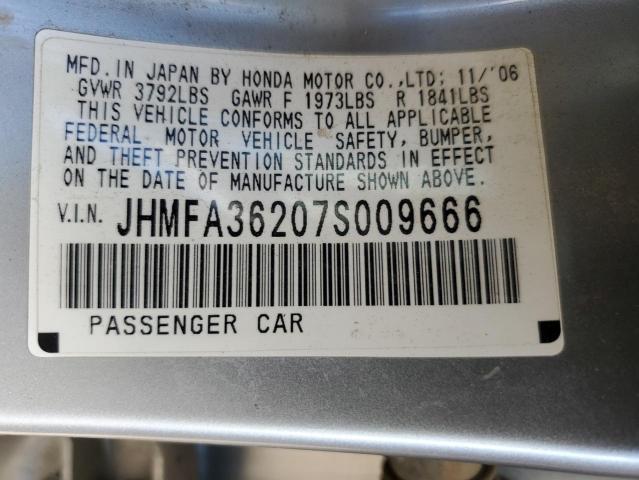 MFD. IN JAPAN BY HONDA MOTOR CO.,LTD: 11/'06
GVWR 3792LBS GAWR F 1973LBS R 1841LBS
THIS VEHICLE CONFORMS TO ALL APPLICABLE
FEDERAL MOTOR VEHICLE SAFETY, BUMPER,
AND THEFT PREVENTION STANDARDS IN EFFECT
ON THE DATE OF MANUFACTURE SHOWN ABOVE.
V.I.N. JHMFA36207S009666
PASSENGER CAR